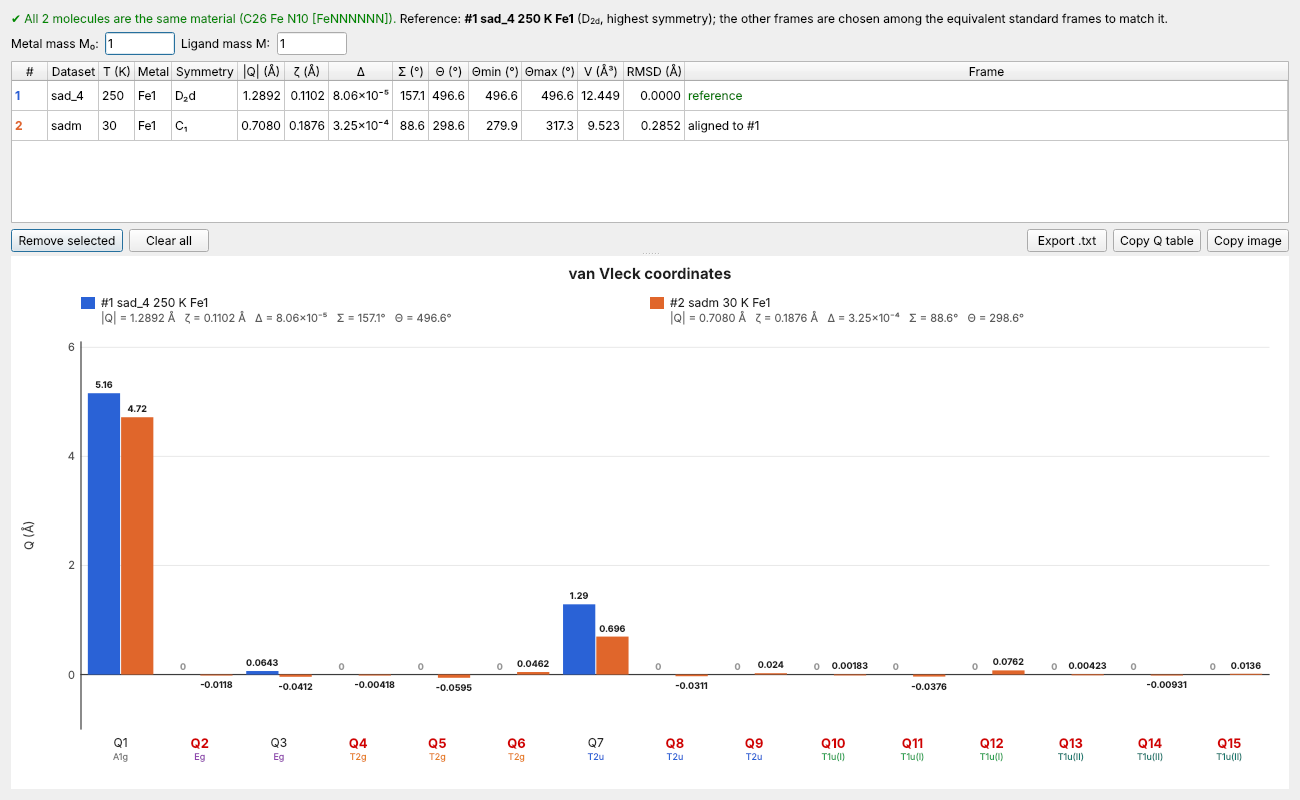 ✔ All 2 molecules are the same material (C26 Fe N10 [FeNNNNNN]). Reference: #1 sad_4 250 K Fe1 (D₂d, highest symmetry); the other frames are chosen among the equivalent standard frames to match it.
Metal mass M₀: 1 Ligand mass M: 1
# Dataset T (K) Metal Symmetry |Q| (Å) ζ (Å) Δ Σ (°) Θ (°) Θmin (°) Θmax (°) V (Å³) RMSD (Å) Frame
1 sad_4 250 Fe1 D₂d 1.2892 0.1102 8.06×10⁻⁵ 157.1 496.6 496.6 496.6 12.449 0.0000 reference
2 sadm 30 Fe1 C₁ 0.7080 0.1876 3.25×10⁻⁴ 88.6 298.6 279.9 317.3 9.523 0.2852 aligned to #1
Remove selected Clear all Export .txt Copy Q table Copy image
van Vleck coordinates
#1 sad_4 250 K Fe1 #2 sadm 30 K Fe1
|Q| = 1.2892 Å ζ = 0.1102 Å Δ = 8.06×10⁻⁵ Σ = 157.1° Θ = 496.6° |Q| = 0.7080 Å ζ = 0.1876 Å Δ = 3.25×10⁻⁴ Σ = 88.6° Θ = 298.6°
6
5.16
4.72
4
Q (Å)
2
1.29
0.696
0 0 0.0643 0 0 0 0.0462 0 0 0.024 0 0.00183 0 0 0.0762 0 0.00423 0 0 0.0136
-0.0118 -0.0412 -0.00418 -0.0595 -0.0311 -0.0376 -0.00931
Q1 Q2 Q3 Q4 Q5 Q6 Q7 Q8 Q9 Q10 Q11 Q12 Q13 Q14 Q15
A1g Eg Eg T2g T2g T2g T2u T2u T2u T1u(I) T1u(I) T1u(I) T1u(II) T1u(II) T1u(II)